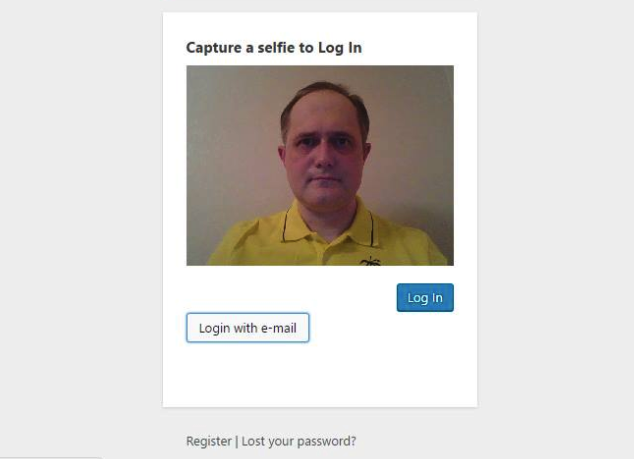 Capture a selfie to Log In
Log In
Login with e-mail
Register | Lost your password?